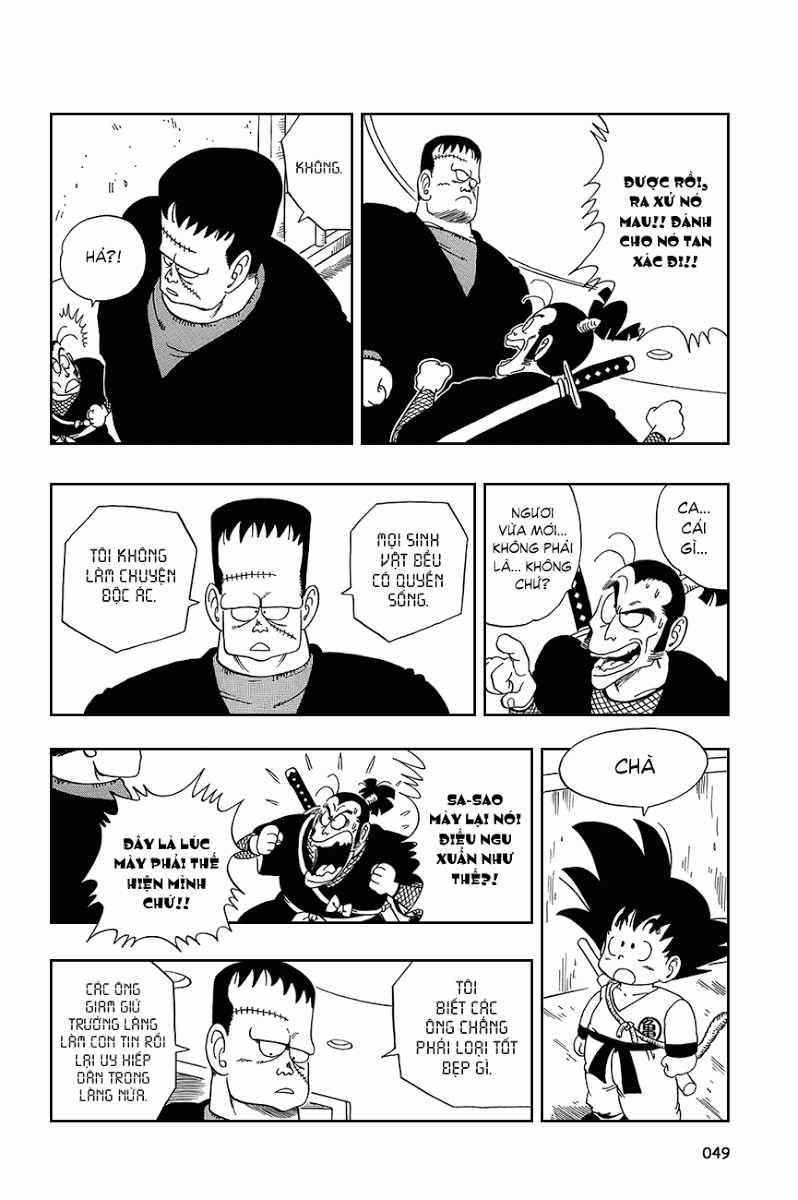 ĐƯỢC RỒI,
RA XỬ NÓ
MAU!! ĐÁNH
CHO NÓ TAN
XÁC ĐI!!
KHÔNG.
HẢ?!
CA...
CÁI
GÌ...
NGƯƠI
VỪA MỚI...
KHÔNG PHẢI
LÀ... KHÔNG
CHỨ?
MỌI SINH
VẬT ĐỀU
CÓ QUYỀN
SỐNG.
TÔI KHÔNG
LÀM CHUYỆN
ĐỘC ÁC.
SA-SAO
MÀY LẠI NÓI
ĐIỀU NGU
XUẨN NHƯ
THẾ?!
ĐÂY LÀ LÚC
MÀY PHẢI THỂ
HIỆN MÌNH
CHỨ!!
CHÀ
亀
TÔI
BIẾT CÁC
ÔNG CHẲNG
PHẢI LOẠI TỐT
ĐẸP GÌ.
CÁC ÔNG
GIAM GIỮ
TRƯỞNG LÀNG
LÀM CON TIN RỒI
LẠI UY HIẾP
DÂN TRONG
LÀNG NỮA.
049